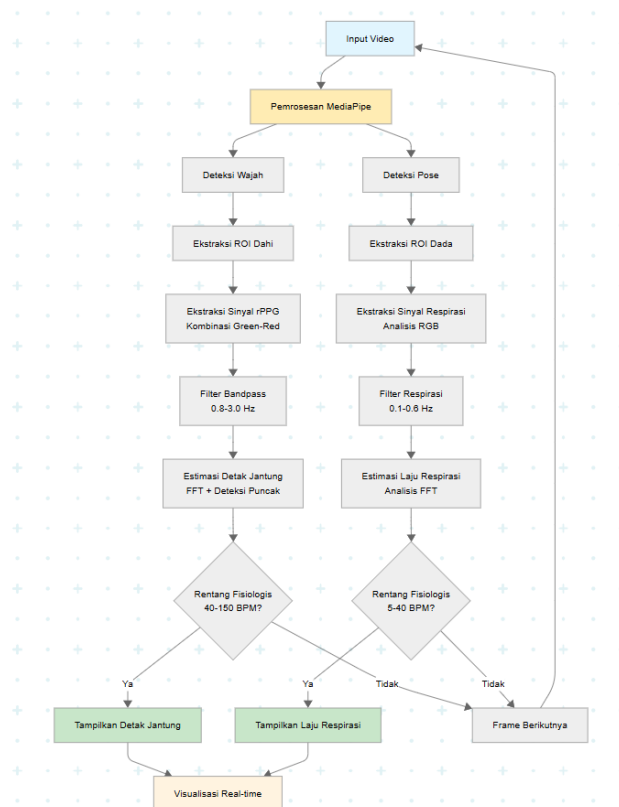 Input Video
Pemrosesan MediaPipe
Deteksi Wajah
Deteksi Pose
Ekstraksi ROI Dahi
Ekstraksi ROI Dada
Ekstraksi Sinyal rPPG
Kombinasi Green-Red
Ekstraksi Sinyal Respirasi
Analisis RGB
Filter Bandpass
0.8-3.0 Hz
Filter Respirasi
0.1-0.6 Hz
Estimasi Detak Jantung
FFT + Deteksi Puncak
Estimasi Laju Respirasi
Analisis FFT
Rentang Fisiologis
40-150 BPM?
Rentang Fisiologis
5-40 BPM?
Ya
Ya
Tidak
Tidak
Tampilkan Detak Jantung
Tampilkan Laju Respirasi
Frame Berikutnya
Visualisasi Real-time